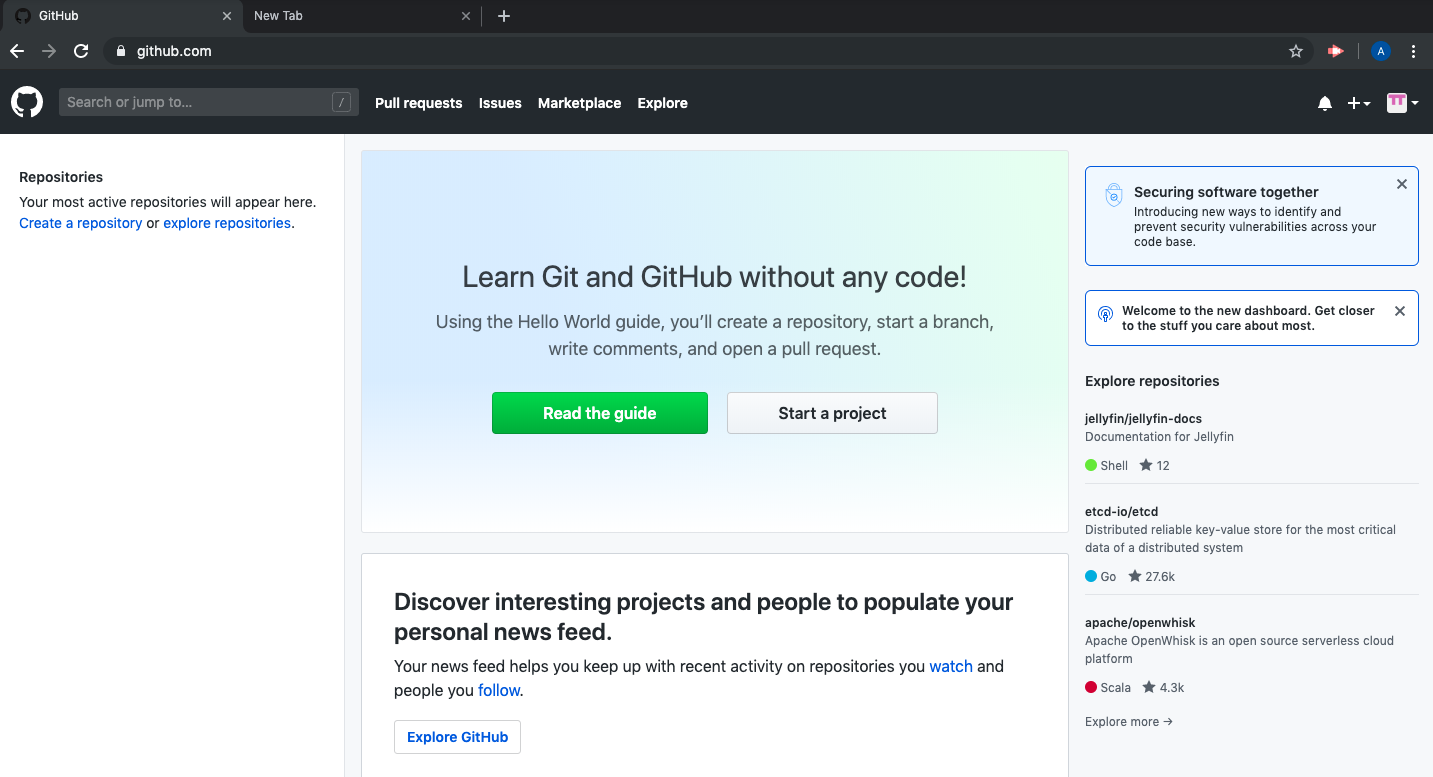 GitHub
New Tab
github.com
A
Search or jump to...
/
Pull requests
Issues
Marketplace
Explore
Repositories
Your most active repositories will appear here.
Create a repository or explore repositories.
Learn Git and GitHub without any code!
Using the Hello World guide, you’ll create a repository, start a branch,
write comments, and open a pull request.
Read the guide
Start a project
Discover interesting projects and people to populate your
personal news feed.
Your news feed helps you keep up with recent activity on repositories you watch and
people you follow.
Explore GitHub
Securing software together
Introducing new ways to identify and
prevent security vulnerabilities across your
code base.
Welcome to the new dashboard. Get closer
to the stuff you care about most.
Explore repositories
jellyfin/jellyfin-docs
Documentation for Jellyfin
Shell 12
etcd-io/etcd
Distributed reliable key-value store for the most critical
data of a distributed system
Go 27.6k
apache/openwhisk
Apache OpenWhisk is an open source serverless cloud
platform
Scala 4.3k
Explore more →